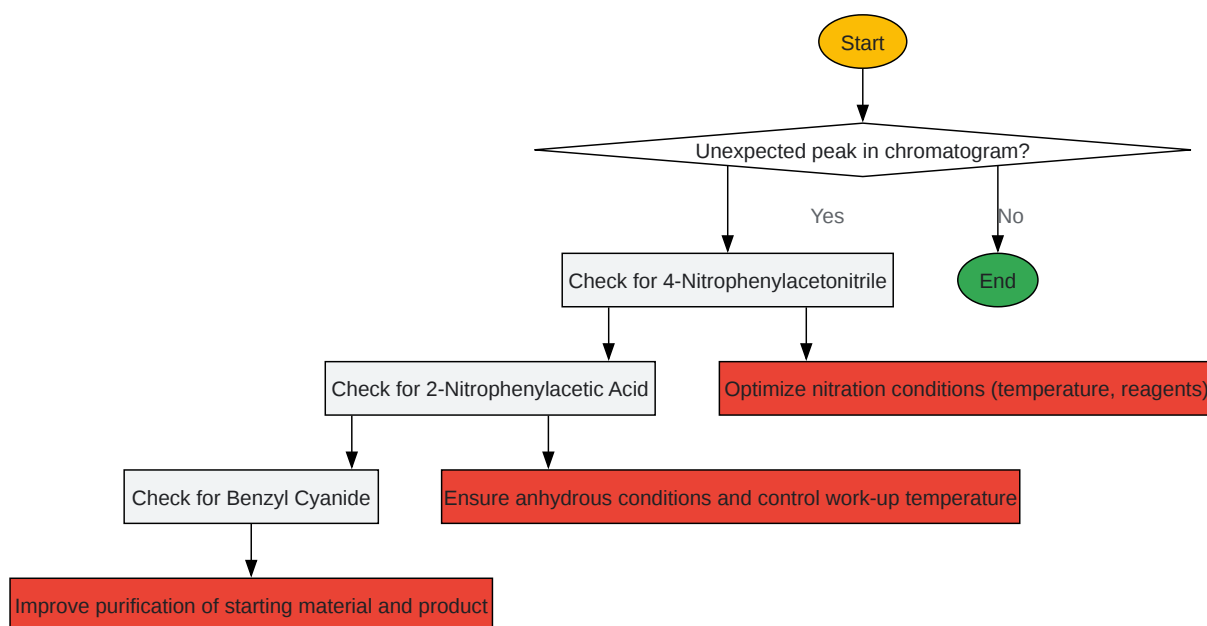 Start
Unexpected peak in chromatogram?
Yes
No
Check for 4-Nitrophenylacetonitrile
End
Check for 2-Nitrophenylacetic Acid
Optimize nitration conditions (temperature, reagents)
Check for Benzyl Cyanide
Ensure anhydrous conditions and control work-up temperature
Improve purification of starting material and product